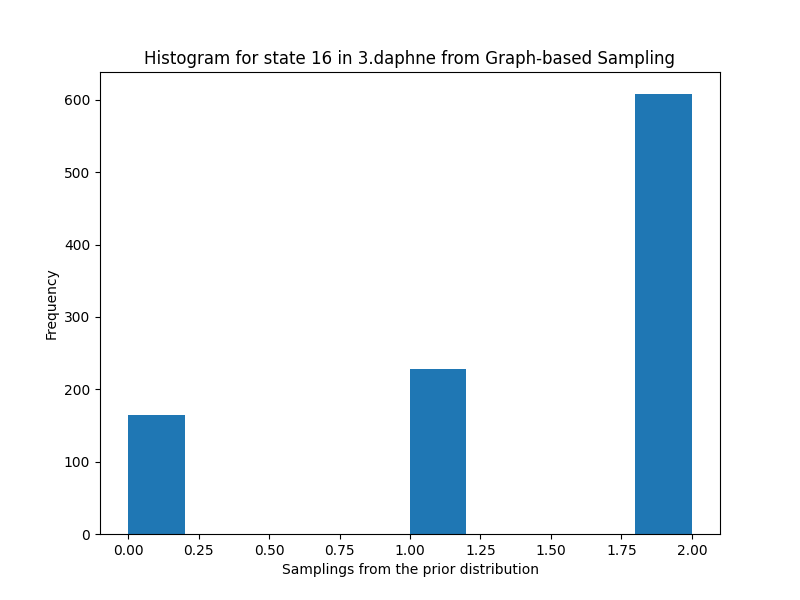 Histogram for state 16 in 3.daphne from Graph-based Sampling
600
500
400
300
200
100
0
Frequency
0.00 0.25 0.50 0.75 1.00 1.25 1.50 1.75 2.00
Samplings from the prior distribution